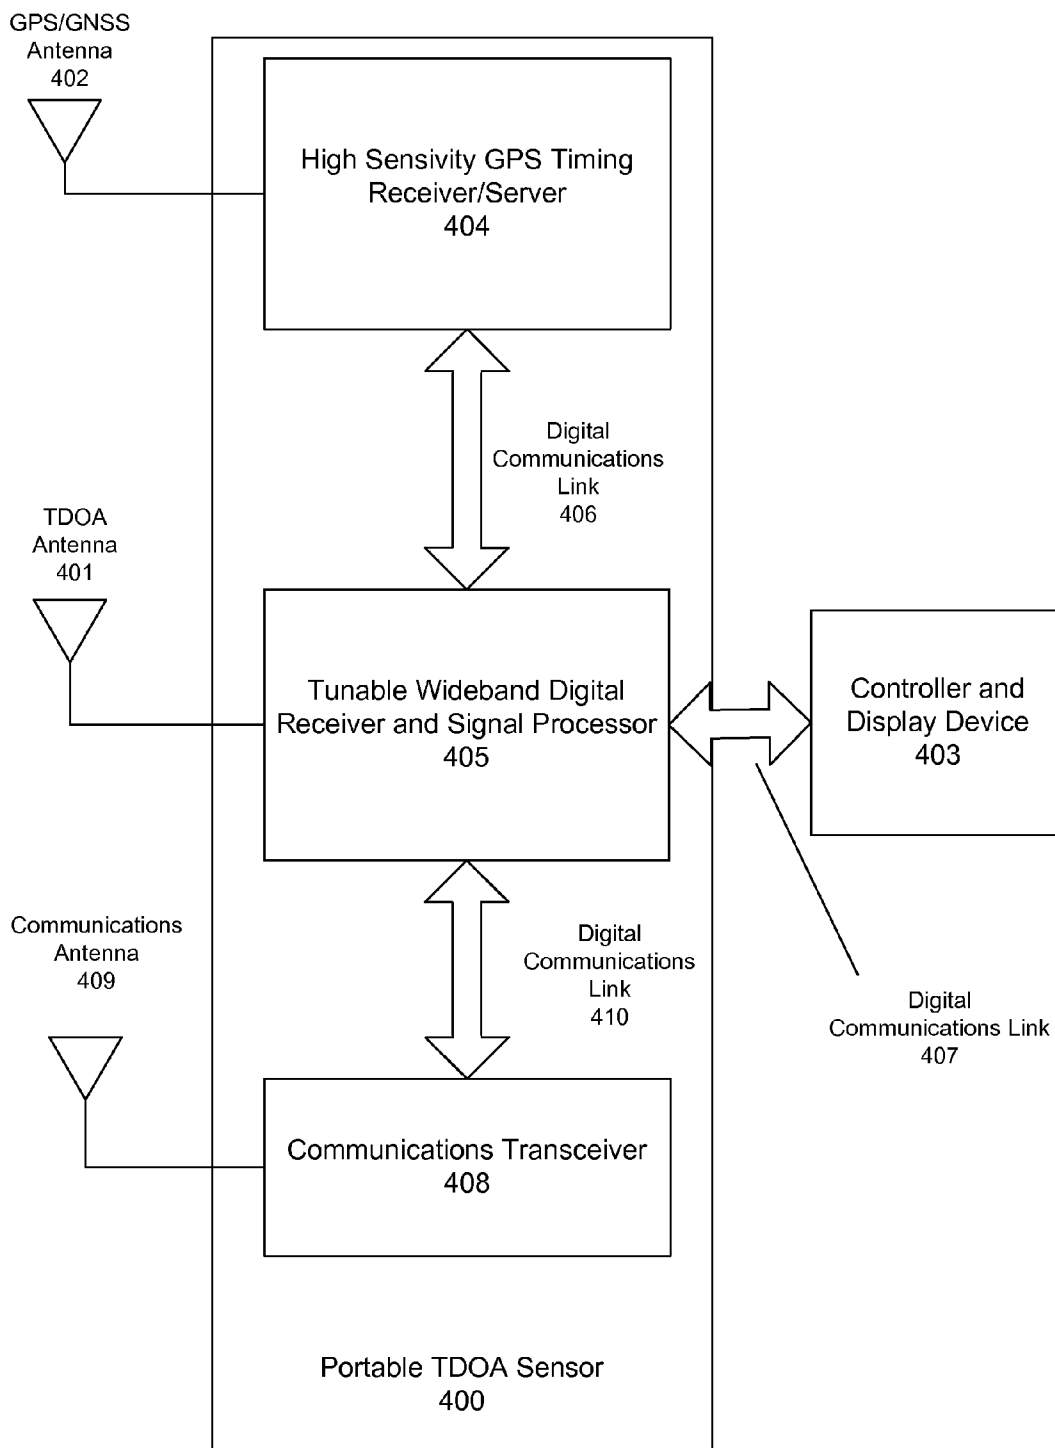 GPS/GNSS
Antenna
402
High Sensivity GPS Timing
Receiver/Server
404
Digital
Communications
Link
406
TDOA
Antenna
401
Tunable Wideband Digital
Receiver and Signal Processor
405
Controller and
Display Device
403
Communications
Antenna
409
Digital
Communications
Link
410
Digital
Communications Link
407
Communications Transceiver
408
Portable TDOA Sensor
400